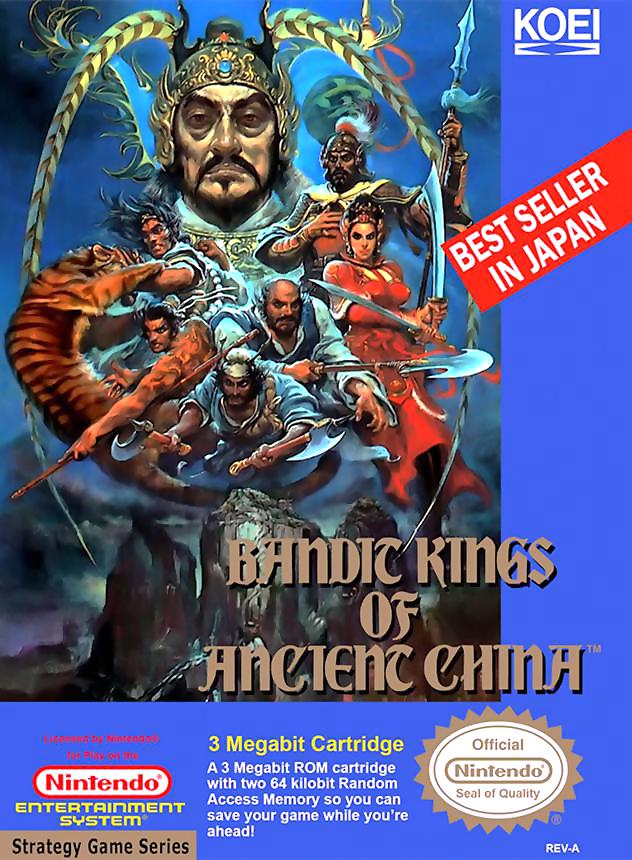 KOEI
BEST SELLER
IN JAPAN
BANDIT KINGS
OF
ANCIENT CHINA™
Licensed by Nintendo®
for Play on the
Nintendo®
ENTERTAINMENT
SYSTEM®
Strategy Game Series
3 Megabit Cartridge
A 3 Megabit ROM cartridge
with two 64 kilobit Random
Access Memory so you can
save your game while you're
ahead!
Official
Nintendo
Seal of Quality
®
REV-A